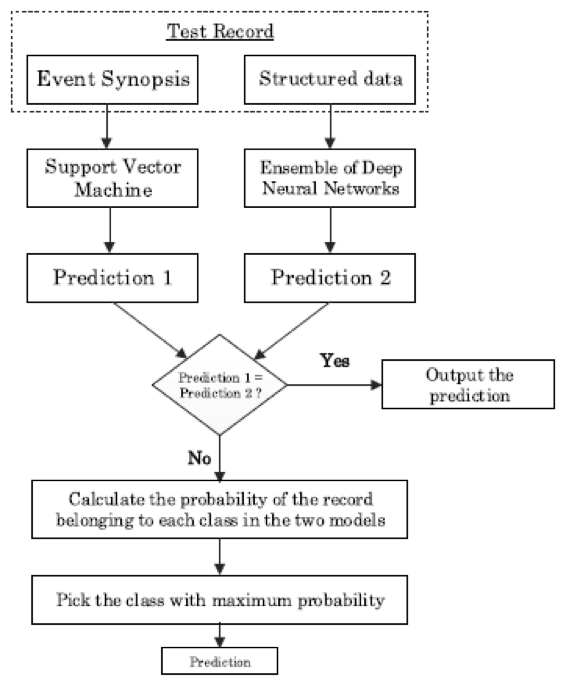 Test Record
Event Synopsis
Structured data
Support Vector
Machine
Ensemble of Deep
Neural Networks
Prediction 1
Prediction 2
Prediction 1 =
Prediction 2 ?
Yes
Output the
prediction
No
Calculate the probability of the record
belonging to each class in the two models
Pick the class with maximum probability
Prediction